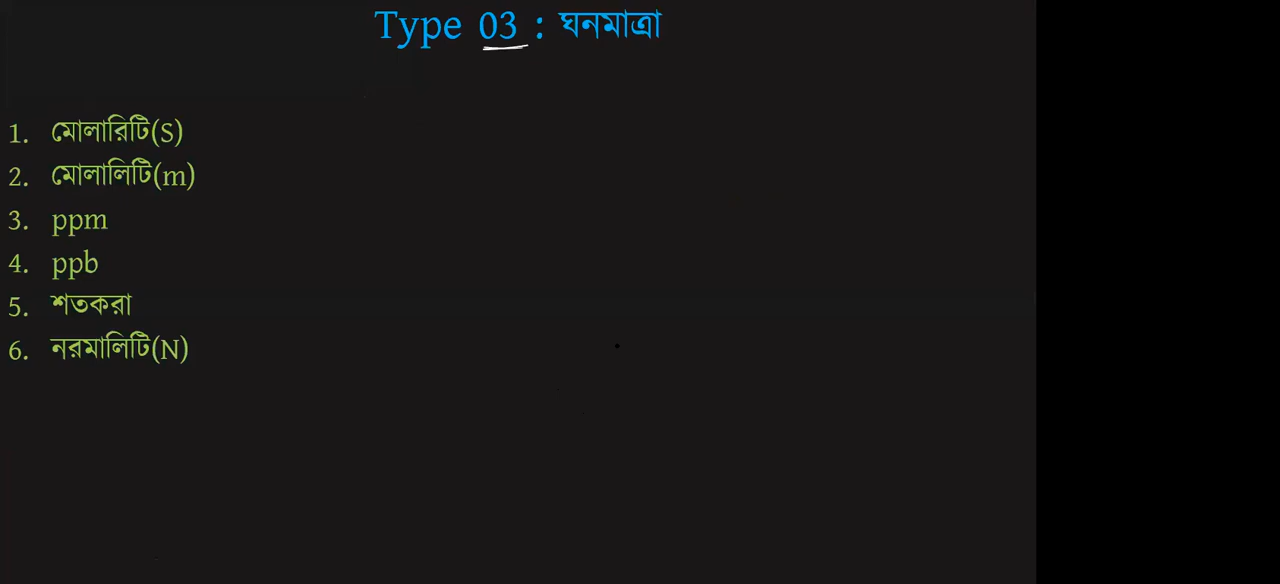 Type 03 : ঘনমাত্রা
1. মোলারিটি(S)
2. মোলালিটি(m)
3. ppm
4. ppb
5. শতকরা
6. নরমালিটি(N)